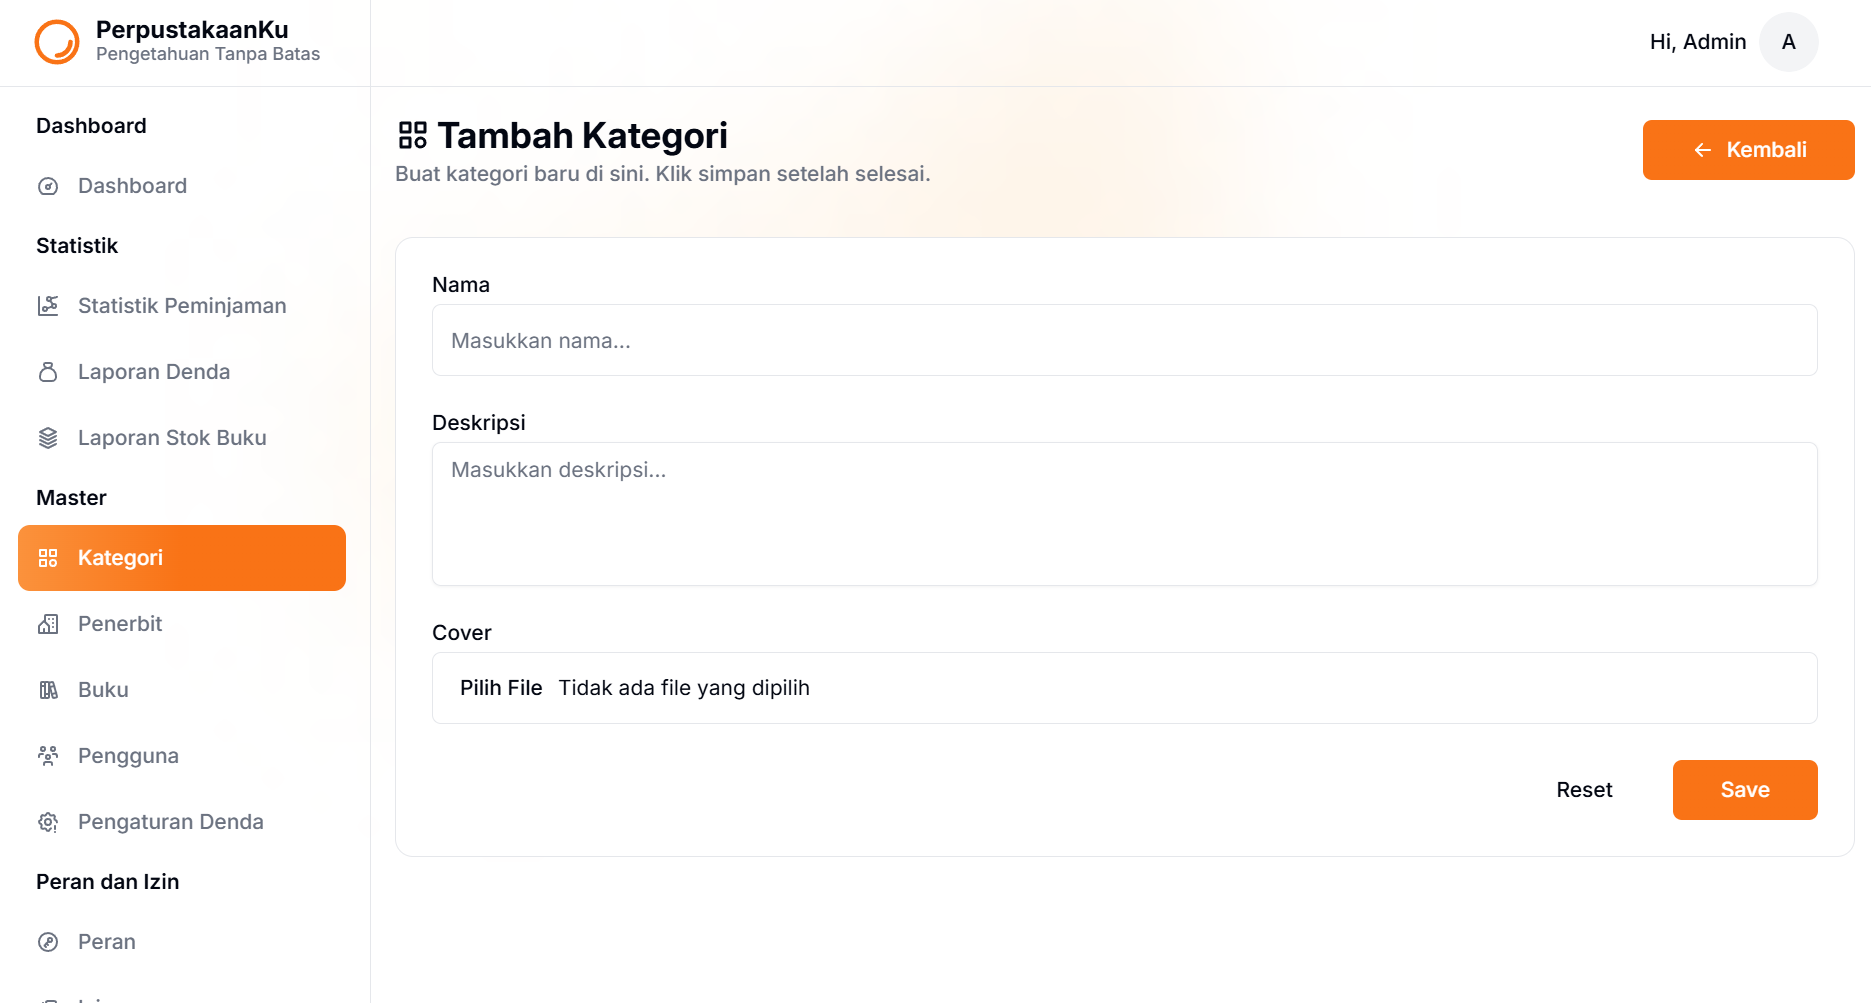 PerpustakaanKu
Pengetahuan Tanpa Batas
Hi, Admin
A
Dashboard
Dashboard
Statistik
Statistik Peminjaman
Laporan Denda
Laporan Stok Buku
Master
Kategori
Penerbit
Buku
Pengguna
Pengaturan Denda
Peran dan Izin
Peran
Tambah Kategori
Buat kategori baru di sini. Klik simpan setelah selesai.
Kembali
Nama
Masukkan nama...
Deskripsi
Masukkan deskripsi...
Cover
Pilih File Tidak ada file yang dipilih
Reset
Save